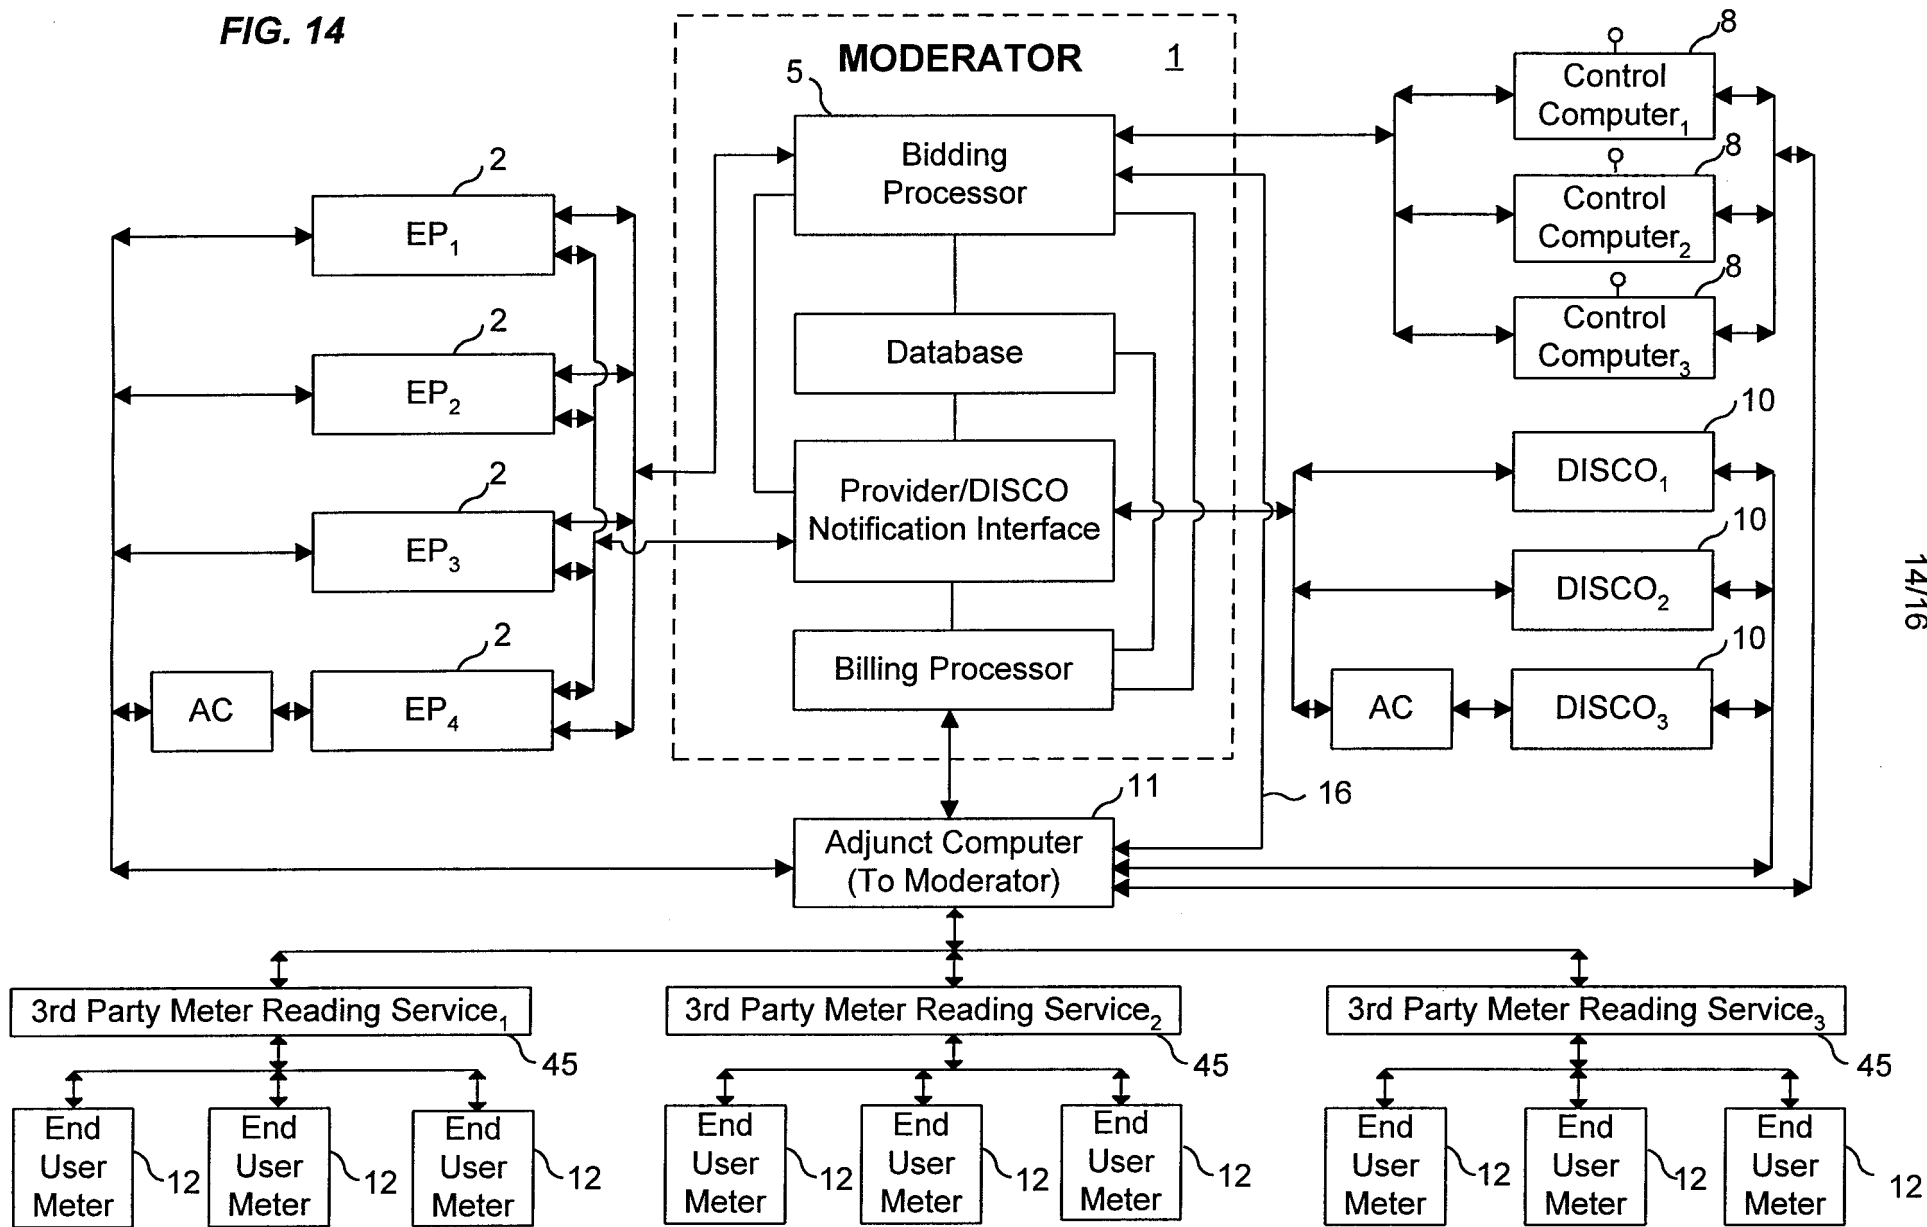 FIG. 14
MODERATOR 1
5
Bidding
Processor
Database
Provider/DISCO
Notification Interface
Billing Processor
2
EP1
2
EP2
2
EP3
2
AC
EP4
8
Control
Computer1
8
Control
Computer2
8
Control
Computer3
10
DISCO1
10
DISCO2
10
AC
DISCO3
14/16
11
16
Adjunct Computer
(To Moderator)
3rd Party Meter Reading Service1
45
3rd Party Meter Reading Service2
45
3rd Party Meter Reading Service3
45
End
User
Meter
12
End
User
Meter
12
End
User
Meter
12
End
User
Meter
12
End
User
Meter
12
End
User
Meter
12
End
User
Meter
12
End
User
Meter
12
End
User
Meter
12